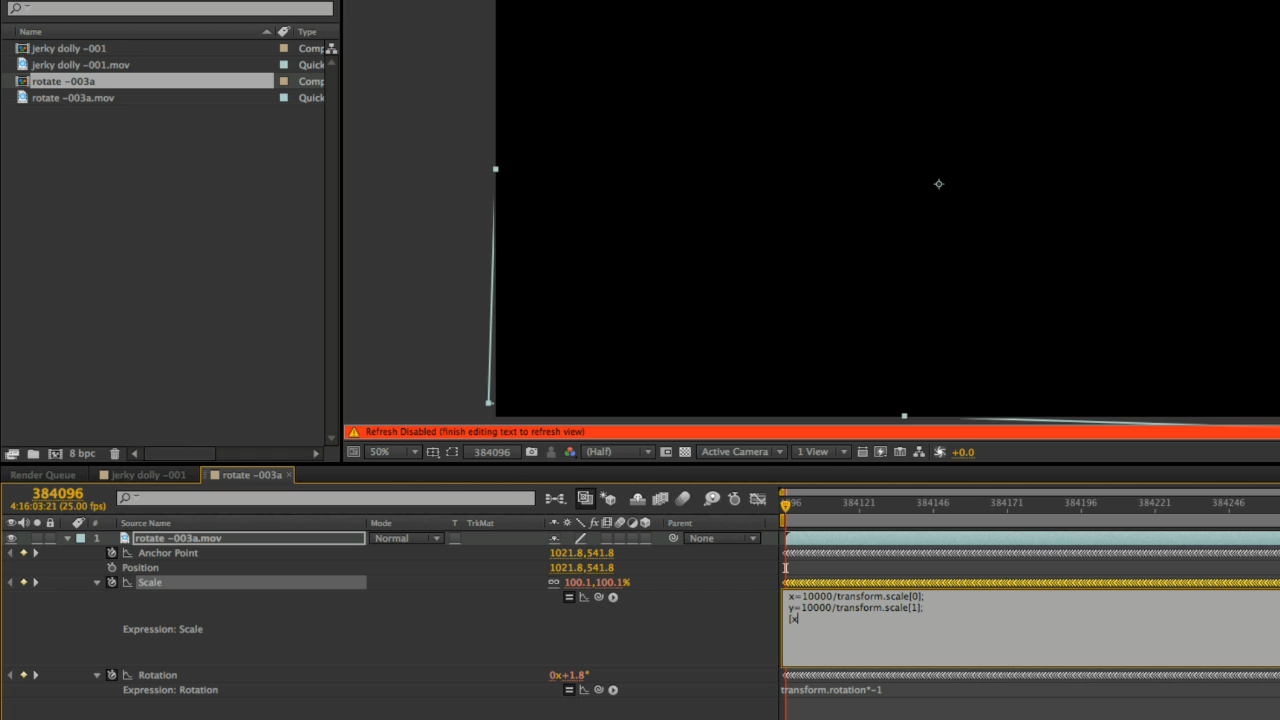 Name Type
jerky dolly -001 Comp
jerky dolly -001.mov Quick
rotate -003a Comp
rotate -003a.mov Quick
Refresh Disabled (finish editing text to refresh view)
8 bpc 50% 384096 (Half) Active Camera 1 View +0.0
Render Queue jerky dolly -001 rotate -003a ×
384096
4:16:03:21 (25.00 fps)
96 384121 384146 384171 384196 384221 384246
# Source Name Mode T TrkMat fx Parent
1 rotate -003a.mov Normal None
Anchor Point 1021.8,541.8
Position 1021.8,541.8
Scale 100.1,100.1%
x=10000/transform.scale[0];
y=10000/transform.scale[1];
[x
Expression: Scale
Rotation 0x+1.8°
Expression: Rotation transform.rotation*-1